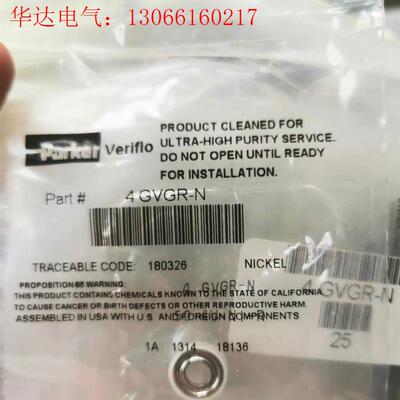 华达电气：13066160217
Parker Veriflo
PRODUCT CLEANED FOR
ULTRA-HIGH PURITY SERVICE.
DO NOT OPEN UNTIL READY
FOR INSTALLATION.
Part # 4 GVGR-N
TRACEABLE CODE: 180326 NICKEL
PROPOSITION 65 WARNING:
THIS PRODUCT CONTAINS CHEMICALS KNOWN TO THE STATE OF CALIFORNIA
TO CAUSE CANCER OR BIRTH DEFECTS OR OTHER REPRODUCTIVE HARM.
ASSEMBLED IN USA WITH U.S. AND FOREIGN COMPONENTS
4 GVGR-N
GVGR-N
25
1A 1314 18136